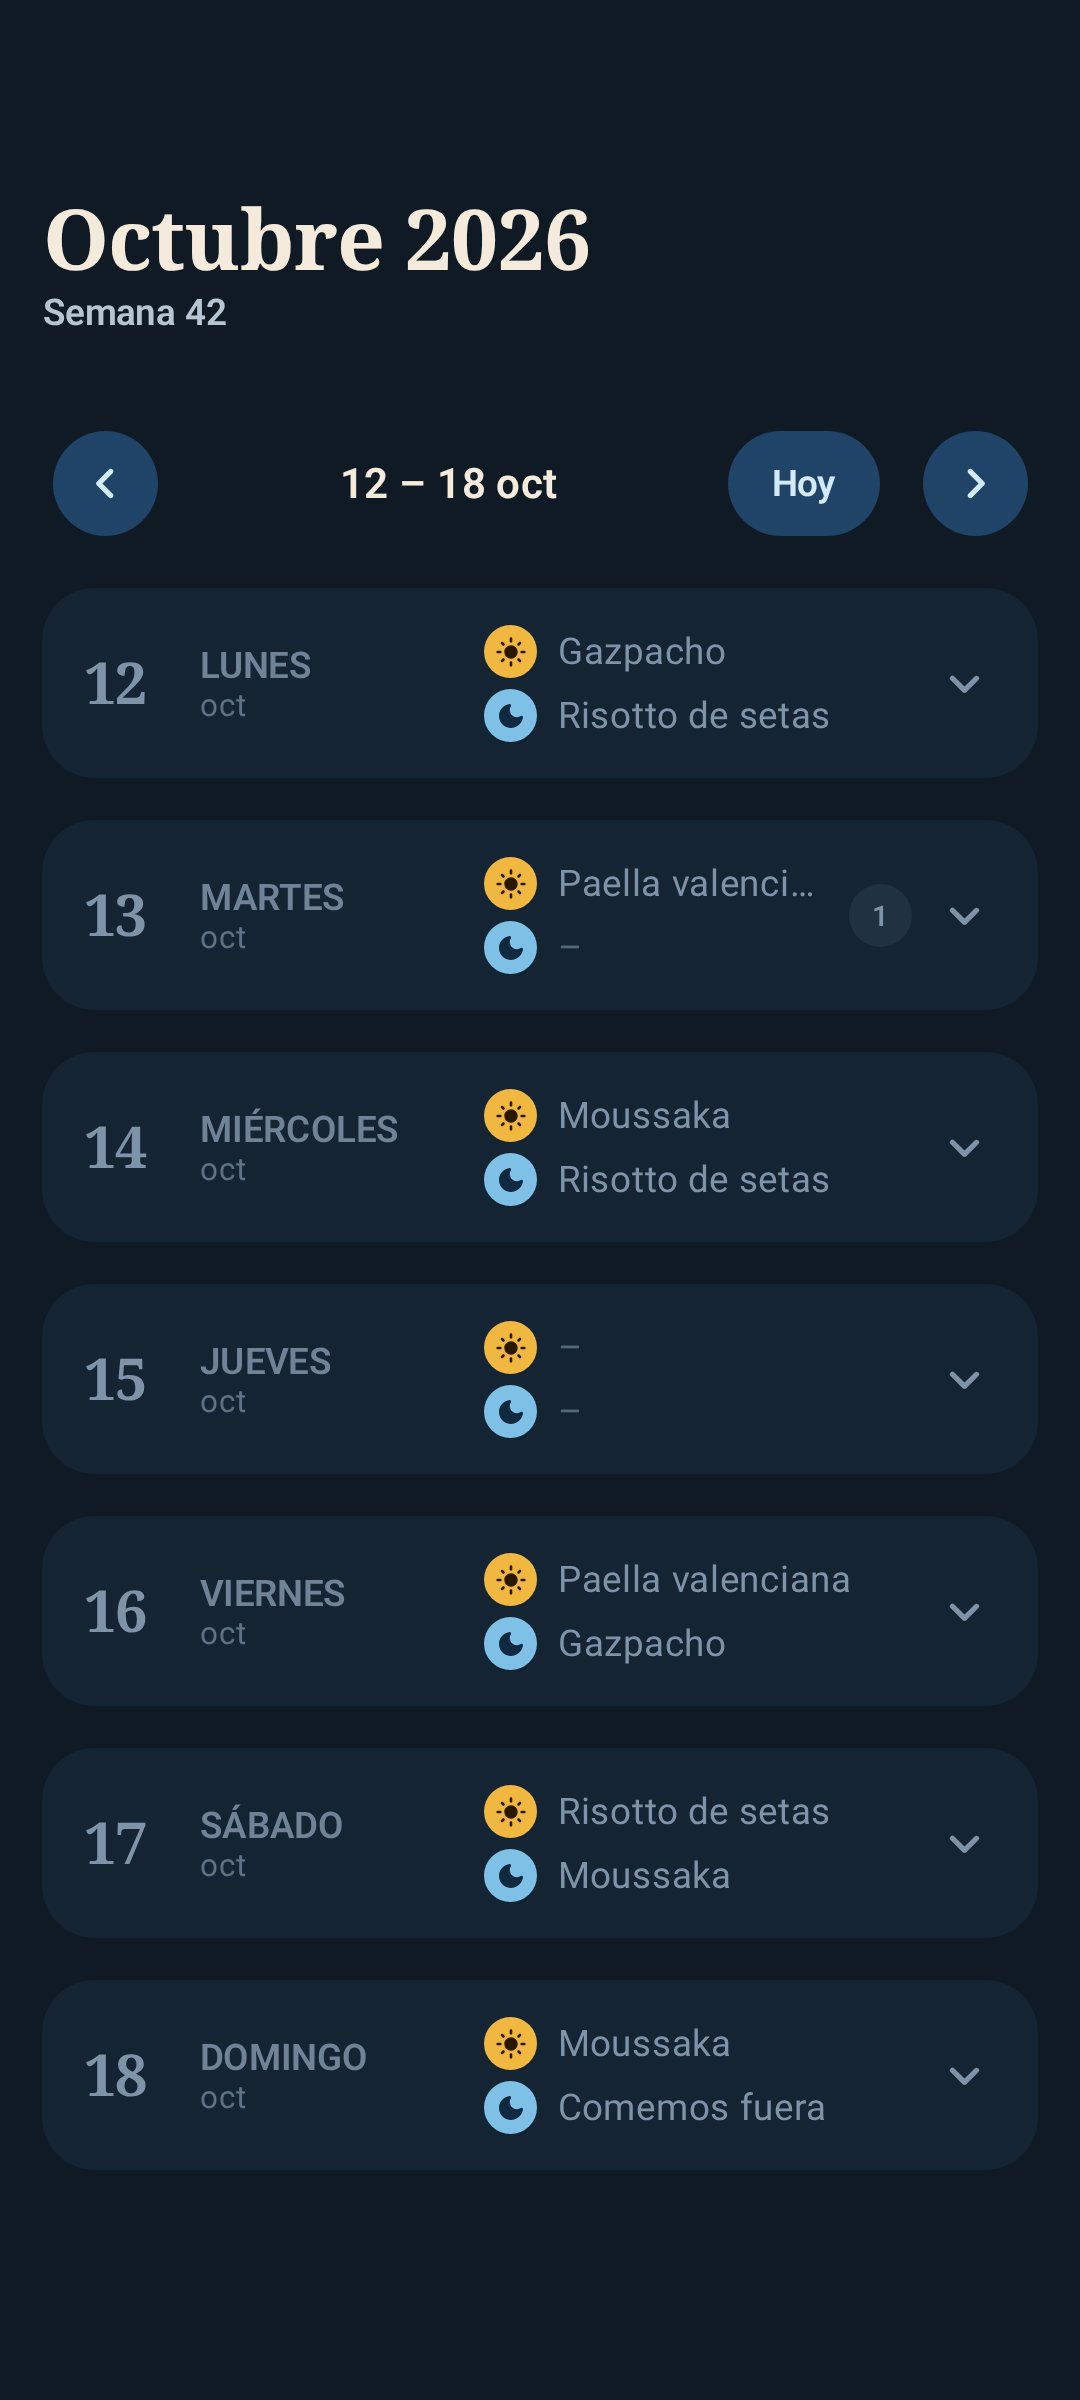 Octubre 2026
Semana 42
12 – 18 oct
Hoy
12
LUNES
oct
Gazpacho
Risotto de setas
13
MARTES
oct
Paella valenci...
–
1
14
MIÉRCOLES
oct
Moussaka
Risotto de setas
15
JUEVES
oct
–
–
16
VIERNES
oct
Paella valenciana
Gazpacho
17
SÁBADO
oct
Risotto de setas
Moussaka
18
DOMINGO
oct
Moussaka
Comemos fuera